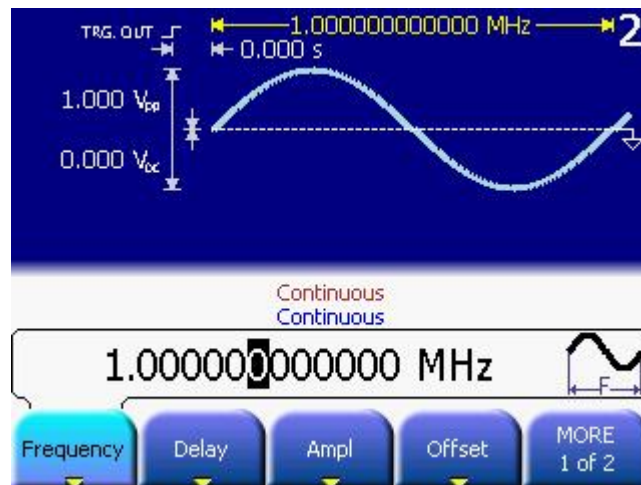 TRG. OUT
1.000000000000 MHz
2
0.000 s
1.000 Vpp
0.000 VDC
Continuous
Continuous
1.000000000000 MHz
F
Frequency
Delay
Ampl
Offset
MORE
1 of 2